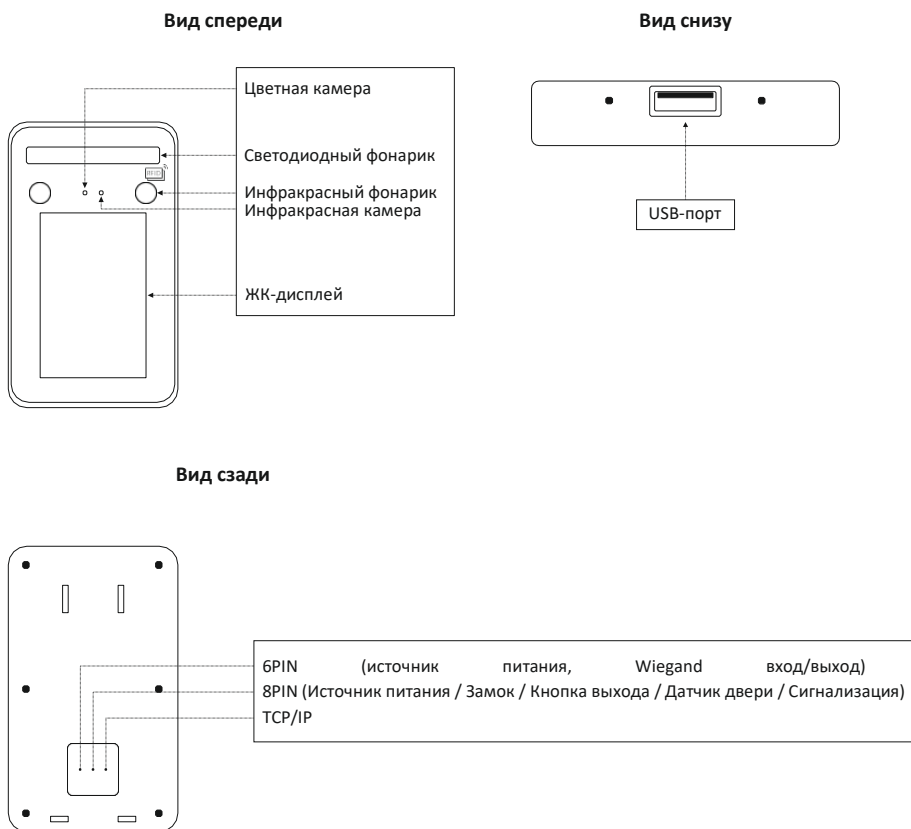 Вид спереди
Вид снизу
Цветная камера
Светодиодный фонарик
RFID
Инфракрасный фонарик
Инфракрасная камера
ЖК-дисплей
USB-порт
Вид сзади
6PIN (источник питания, Wiegand вход/выход)
8PIN (Источник питания / Замок / Кнопка выхода / Датчик двери / Сигнализация)
TCP/IP